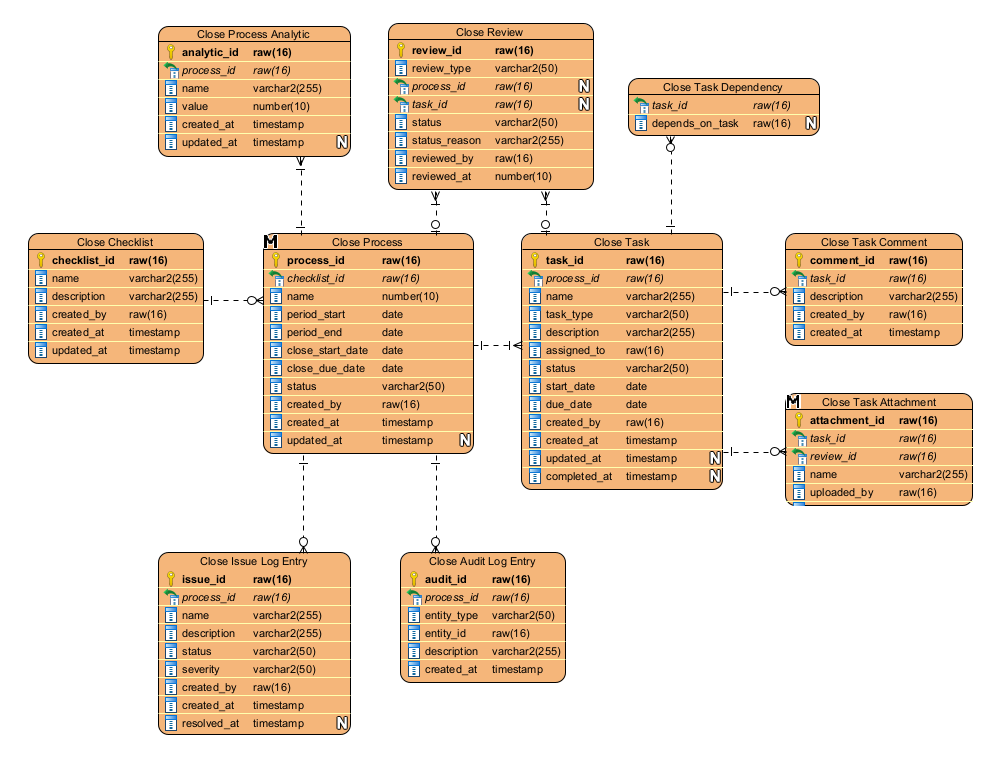 Close Process Analytic
analytic_id raw(16)
process_id raw(16)
name varchar2(255)
value number(10)
created_at timestamp
updated_at timestamp N
Close Review
review_id raw(16)
review_type varchar2(50)
process_id raw(16) N
task_id raw(16) N
status varchar2(50)
status_reason varchar2(255)
reviewed_by raw(16)
reviewed_at number(10)
Close Task Dependency
task_id raw(16)
depends_on_task raw(16) N
Close Checklist
checklist_id raw(16)
name varchar2(255)
description varchar2(255)
created_by raw(16)
created_at timestamp
updated_at timestamp
M Close Process
process_id raw(16)
checklist_id raw(16)
name number(10)
period_start date
period_end date
close_start_date date
close_due_date date
status varchar2(50)
created_by raw(16)
created_at timestamp
updated_at timestamp N
Close Task
task_id raw(16)
process_id raw(16)
name varchar2(255)
task_type varchar2(50)
description varchar2(255)
assigned_to raw(16)
status varchar2(50)
start_date date
due_date date
created_by raw(16)
created_at timestamp
updated_at timestamp N
completed_at timestamp N
Close Task Comment
comment_id raw(16)
task_id raw(16)
description varchar2(255)
created_by raw(16)
created_at timestamp
M Close Task Attachment
attachment_id raw(16)
task_id raw(16)
review_id raw(16)
name varchar2(255)
uploaded_by raw(16)
Close Issue Log Entry
issue_id raw(16)
process_id raw(16)
name varchar2(255)
description varchar2(255)
status varchar2(50)
severity varchar2(50)
created_by raw(16)
created_at timestamp
resolved_at timestamp N
Close Audit Log Entry
audit_id raw(16)
process_id raw(16)
entity_type varchar2(50)
entity_id raw(16)
description varchar2(255)
created_at timestamp